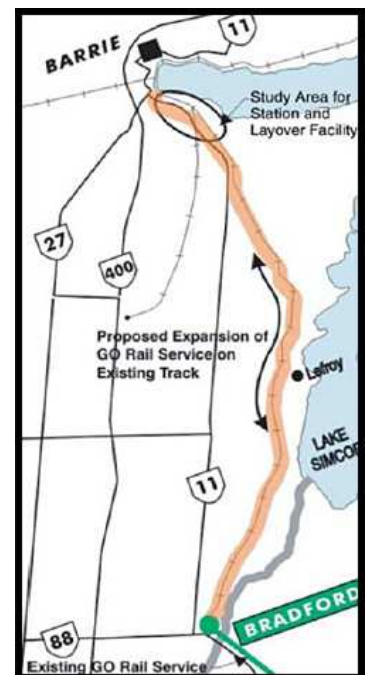 11
BARRIE
Study Area for
Station and
Layover Facility
27
400
Proposed Expansion of
GO Rail Service on
Existing Track
Lefroy
LAKE
SIMCOE
11
BRADFORD
88
Existing GO Rail Service